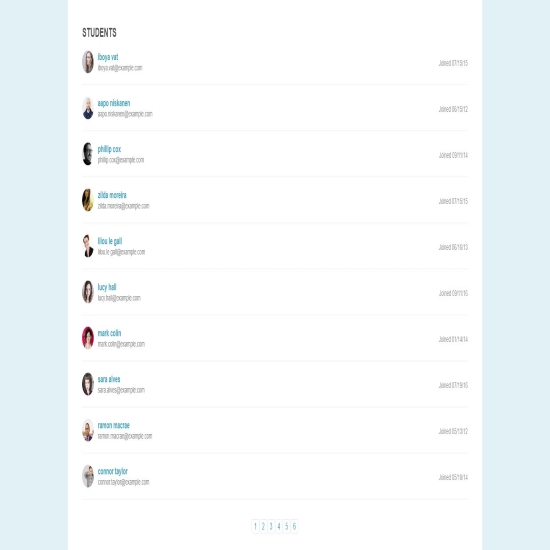 STUDENTS
iboya vat
iboya.vat@example.com
Joined 07/15/15
aapo niskanen
aapo.niskanen@example.com
Joined 06/15/12
phillip cox
phillip.cox@example.com
Joined 09/11/14
zilda moreira
zilda.moreira@example.com
Joined 07/15/15
lilou le gall
lilou.le.gall@example.com
Joined 06/16/13
lucy hall
lucy.hall@example.com
Joined 09/11/16
mark colin
mark.colin@example.com
Joined 03/14/14
sara alves
sara.alves@example.com
Joined 07/19/16
ramon macrae
ramon.macrae@example.com
Joined 05/13/12
connor taylor
connor.taylor@example.com
Joined 05/19/14
1 2 3 4 5 6